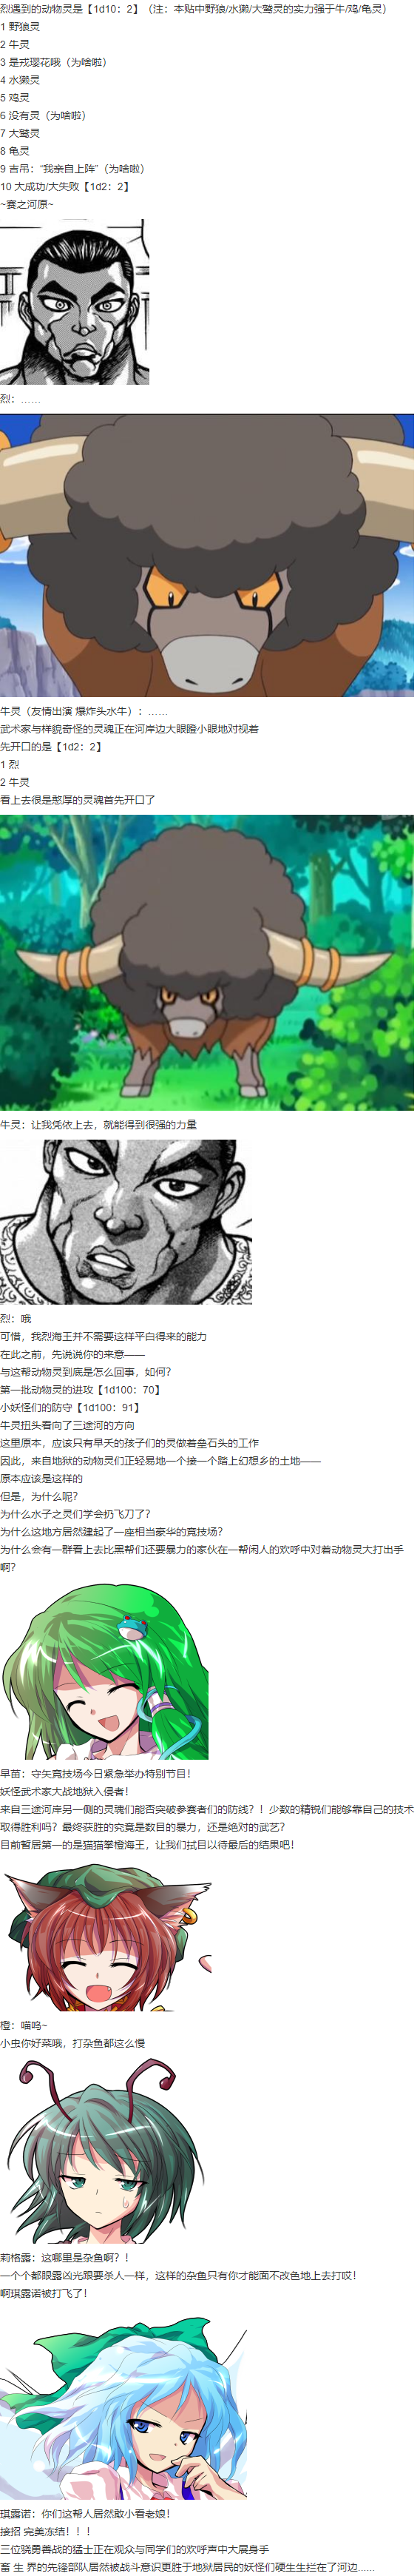 烈遇到的动物灵是【1d10：2】（注：本贴中野狼/水獭/大鹫灵的实力强于牛/鸡/龟灵）
1 野狼灵
2 牛灵
3 是戎璎花哦（为啥啦）
4 水獭灵
5 鸡灵
6 没有灵（为啥啦）
7 大鹫灵
8 龟灵
9 吉吊：“我亲自上阵”（为啥啦）
10 大成功/大失败【1d2：2】
~赛之河原~
烈：……
牛灵（友情出演 爆炸头水牛）：……
武术家与样貌奇怪的灵魂正在河岸边大眼瞪小眼地对视着
先开口的是【1d2：2】
1 烈
2 牛灵
看上去很是憨厚的灵魂首先开口了
牛灵：让我凭依上去，就能得到很强的力量
烈：哦
可惜，我烈海王并不需要这样平白得来的能力
在此之前，先说说你的来意——
与这帮动物灵到底是怎么回事，如何？
第一批动物灵的进攻【1d100：70】
小妖怪们的防守【1d100：91】
牛灵扭头看向了三途河的方向
这里原本，应该只有早夭的孩子们的灵做着垒石头的工作
因此，来自地狱的动物灵们正轻易地一个接一个踏上幻想乡的土地——
原本应该是这样的
但是，为什么呢？
为什么水子之灵们学会扔飞刀了？
为什么这地方居然建起了一座相当豪华的竞技场？
为什么会有一群看上去比黑帮们还要暴力的家伙在一帮闲人的欢呼中对着动物灵大打出手
啊？
早苗：守矢竞技场今日紧急举办特别节目！
妖怪武术家大战地狱入侵者！
来自三途河岸另一侧的灵魂们能否突破参赛者们的防线？！少数的精锐们能够靠自己的技术
取得胜利吗？最终获胜的究竟是数目的暴力，还是绝对的武艺？
目前暂居第一的是猫猫拳橙海王，让我们拭目以待最后的结果吧！
橙：喵呜~
小虫你好菜哦，打杂鱼都这么慢
莉格露：这哪里是杂鱼啊？！
一个个都眼露凶光跟要杀人一样，这样的杂鱼只有你才能面不改色地上去打哎！
啊琪露诺被打飞了！
琪露诺：你们这帮人居然敢小看老娘！
接招 完美冻结！！！
三位骁勇善战的猛士正在观众与同学们的欢呼声中大展身手
畜 生 界的先锋部队居然被战斗意识更胜于地狱居民的妖怪们硬生生拦在了河边......